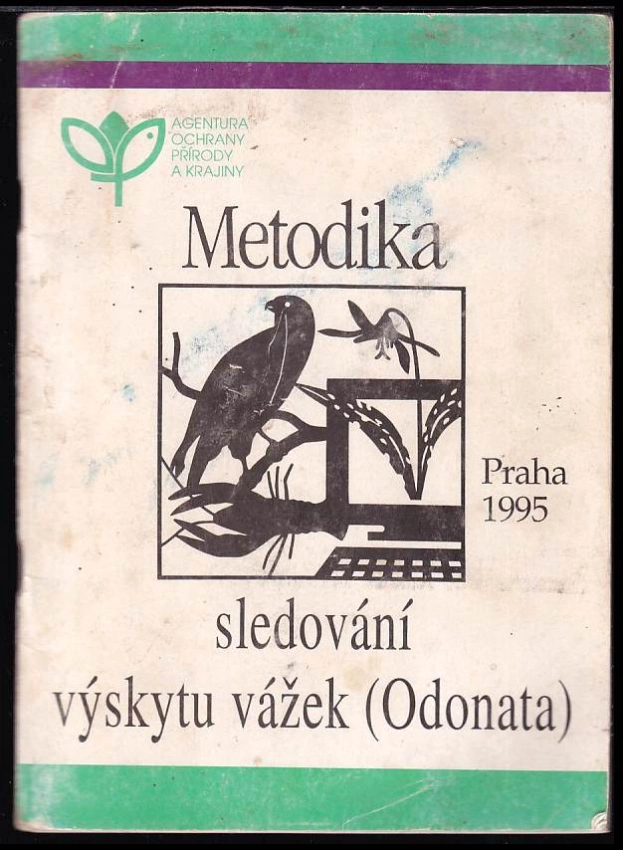 AGENTURA
OCHRANY
PŘÍRODY
A KRAJINY
Metodika
Praha
1995
sledování
výskytu vážek (Odonata)